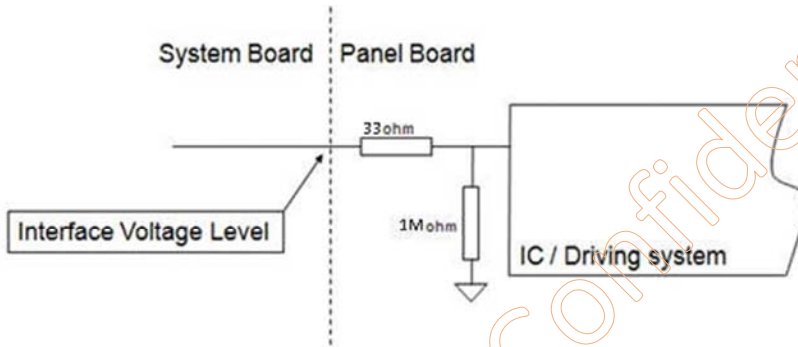 System Board
Panel Board
33ohm
Interface Voltage Level
1Mohm
IC / Driving system